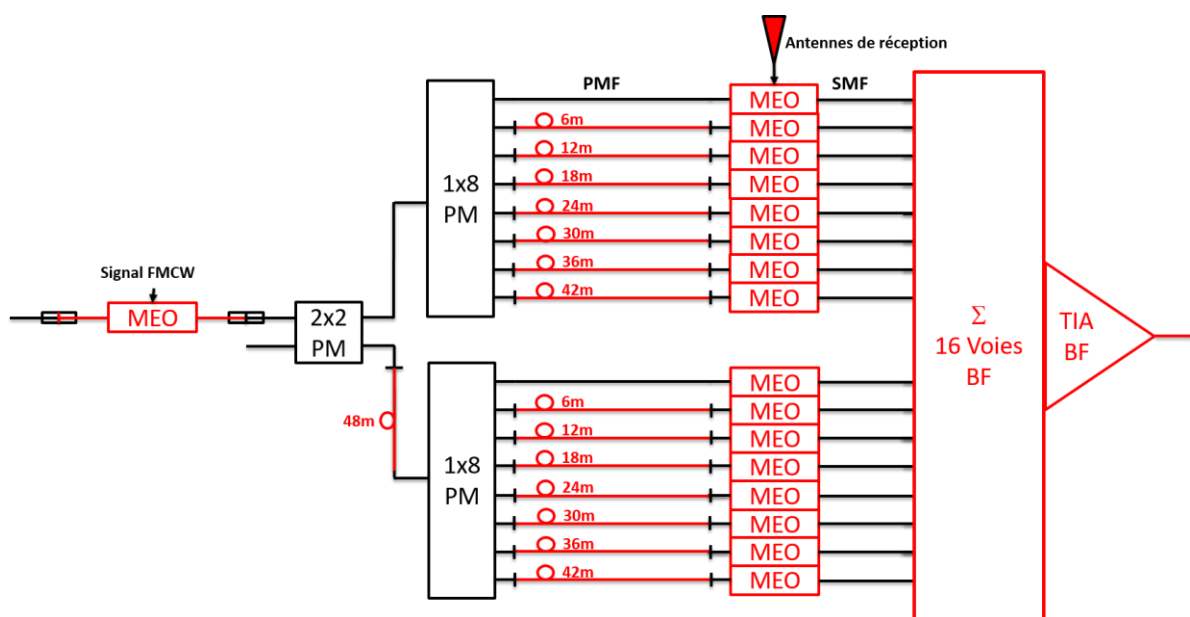 Antennes de réception
PMF
SMF
MEO
6m
MEO
12m
MEO
1x8
PM
18m
MEO
24m
MEO
30m
MEO
36m
MEO
42m
MEO
Signal FMCW
MEO
2x2
PM
48m
1x8
PM
MEO
6m
MEO
12m
MEO
18m
MEO
24m
MEO
30m
MEO
36m
MEO
42m
MEO
Σ
16 Voies
BF
TIA
BF